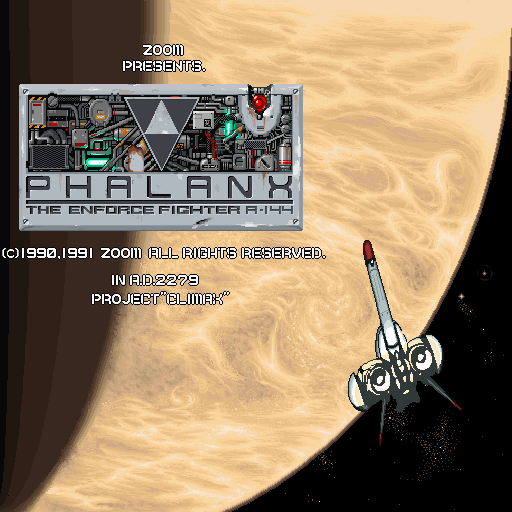 ZOOM
PRESENTS.
PHALANX
THE ENFORCE FIGHTER A-144
(C)1990,1991 ZOOM ALL RIGHTS RESERVED.
IN A.D.2279
PROJECT"CLIMAX"